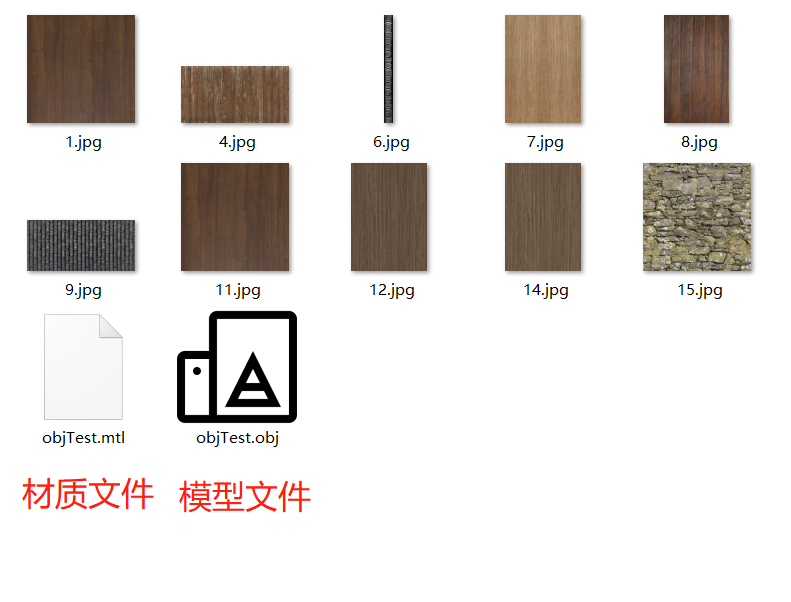 1.jpg
4.jpg
6.jpg
7.jpg
8.jpg
9.jpg
11.jpg
12.jpg
14.jpg
15.jpg
objTest.mtl
objTest.obj
材质文件
模型文件